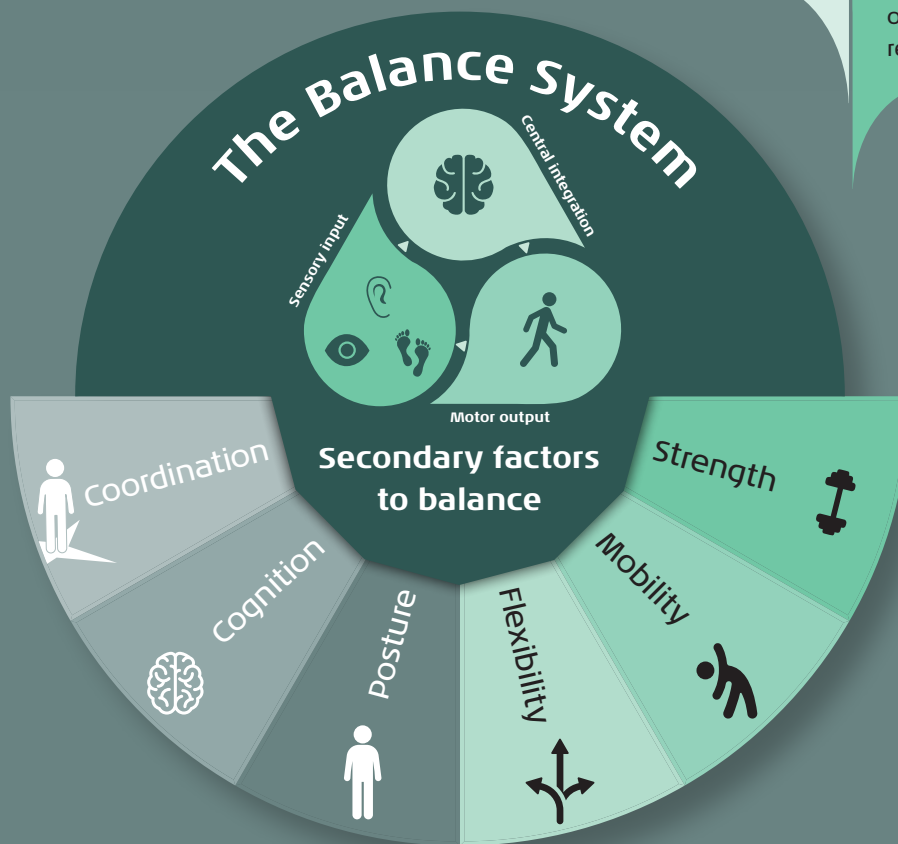 The Balance System
Central integration
Sensory input
Motor output
Secondary factors
to balance
Coordination
Cognition
Posture
Flexibility
Mobility
Strength